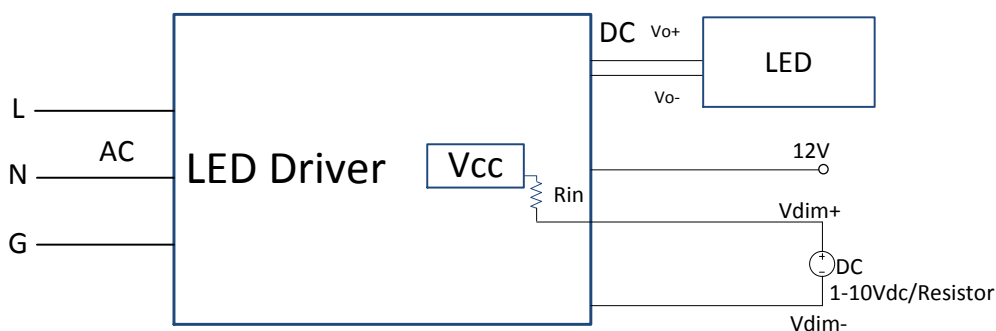 DC
Vo+
LED
Vo-
L
AC
N
LED Driver
Vcc
Rin
12V
Vdim+
G
+
−
DC
1-10Vdc/Resistor
Vdim-